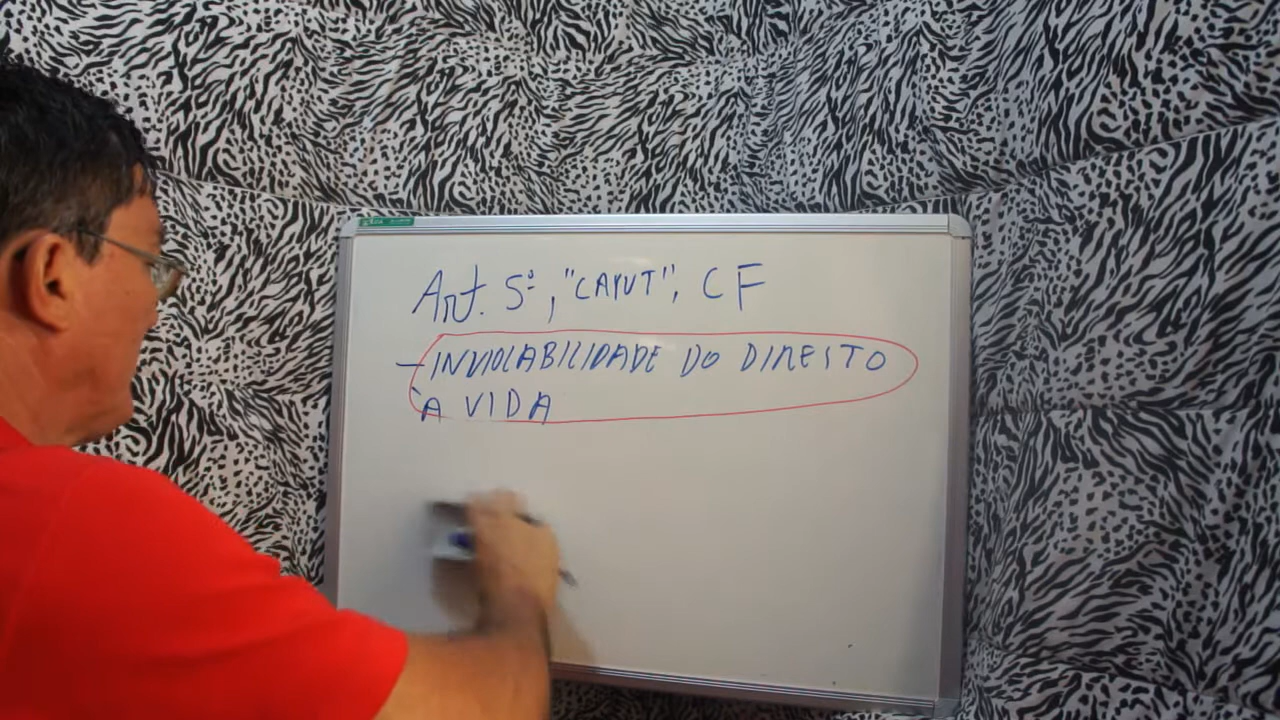 Art. 5º, "CAPUT", CF
- INVIOLABILIDADE DO DIREITO
À VIDA